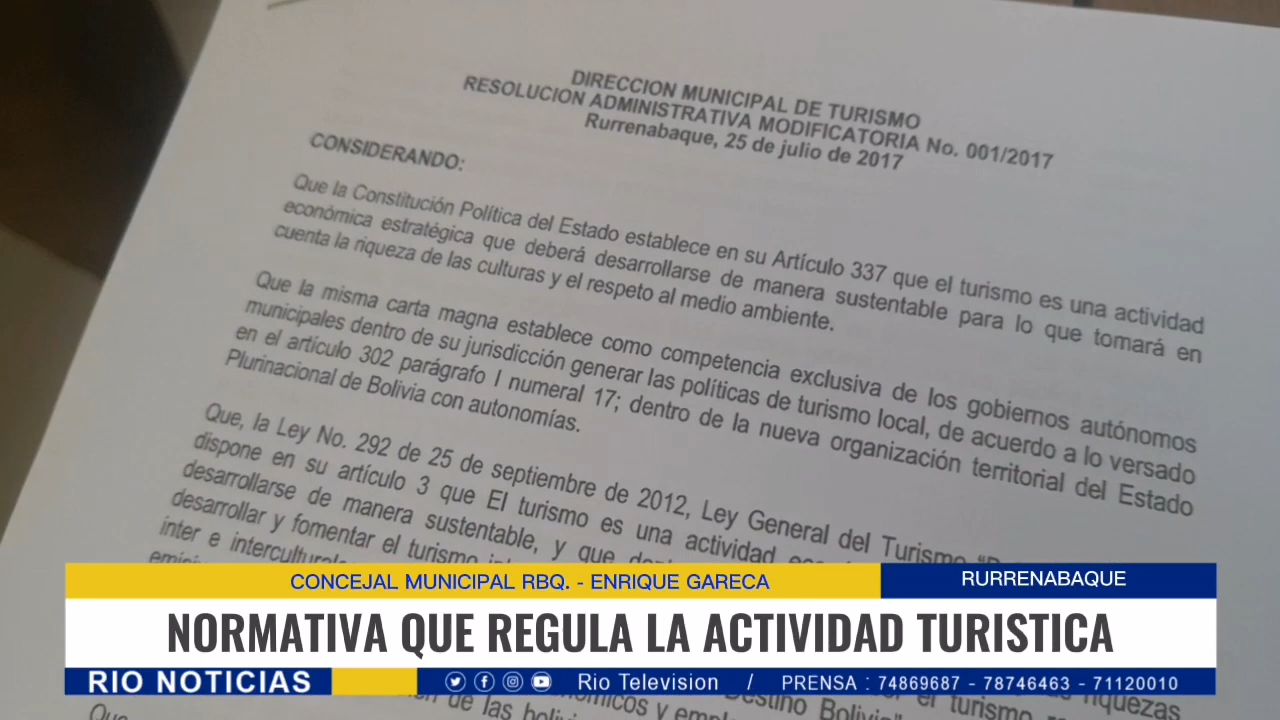 DIRECCION MUNICIPAL DE TURISMO
RESOLUCION ADMINISTRATIVA MODIFICATORIA No. 001/2017
Rurrenabaque, 25 de julio de 2017
CONSIDERANDO:
Que la Constitución Política del Estado establece en su Artículo 337 que el turismo es una actividad
económica estratégica que deberá desarrollarse de manera sustentable para lo que tomará en
cuenta la riqueza de las culturas y el respeto al medio ambiente.
Que la misma carta magna establece como competencia exclusiva de los gobiernos autónomos
municipales dentro de su jurisdicción generar las políticas de turismo local, de acuerdo a lo versado
en el artículo 302 parágrafo I numeral 17; dentro de la nueva organización territorial del Estado
Plurinacional de Bolivia con autonomías.
Que, la Ley No. 292 de 25 de septiembre de 2012, Ley General del Turismo
dispone en su artículo 3 que El turismo es una actividad
desarrollarse de manera sustentable, y que
desarrollar y fomentar el turismo
inter e
CONCEJAL MUNICIPAL RBQ. - ENRIQUE GARECA
RURRENABAQUE
NORMATIVA QUE REGULA LA ACTIVIDAD TURISTICA
RIO NOTICIAS
Rio Television / PRENSA : 74869687 - 78746463 - 71120010
riquezas
de las
Destino Bolivia"
el turismo
Que